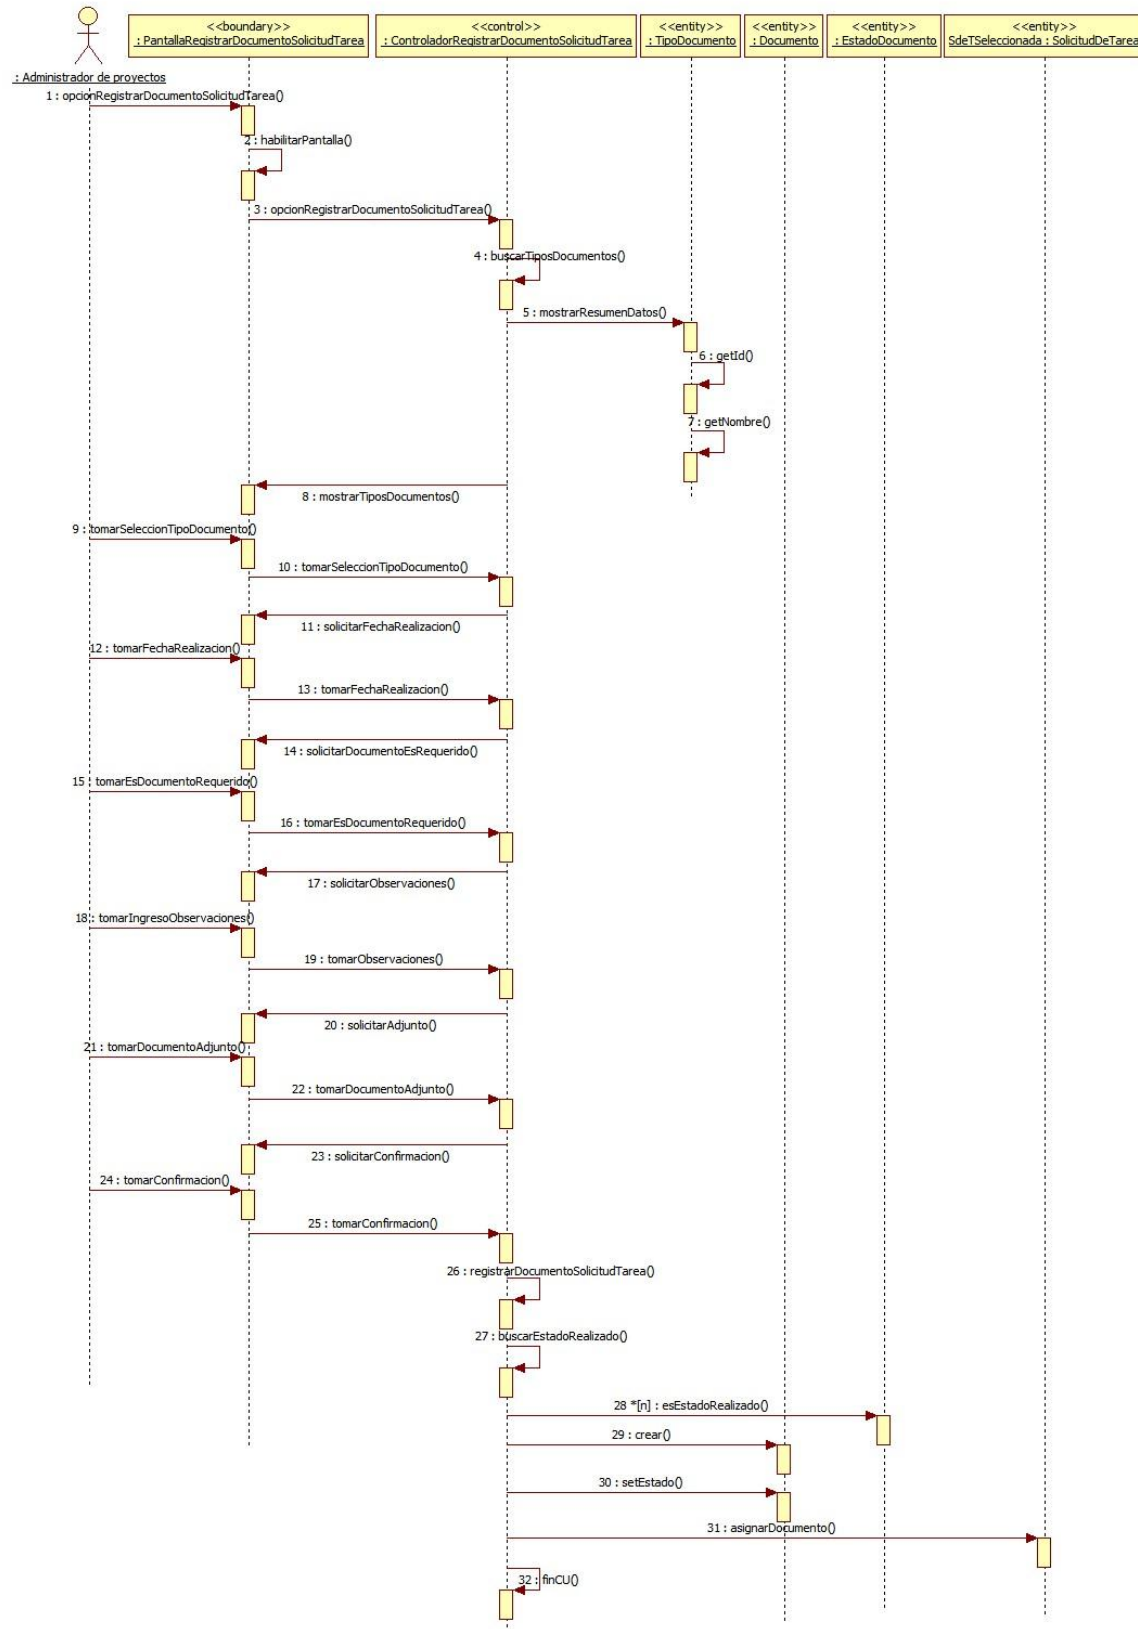 <<boundary>>
: PantallaRegistrarDocumentoSolicitudTarea
<<control>>
: ControladorRegistrarDocumentoSolicitudTarea
<<entity>>
: TipoDocumento
<<entity>>
: Documento
<<entity>>
: EstadoDocumento
<<entity>>
SdeTSeleccionada : SolicitudDeTarea
: Administrador de proyectos
1 : opcionRegistrarDocumentoSolicitudTarea()
2 : habilitarPantalla()
3 : opcionRegistrarDocumentoSolicitudTarea()
4 : buscarTiposDocumentos()
5 : mostrarResumenDatos()
6 : getId()
7 : getNombre()
8 : mostrarTiposDocumentos()
9 : tomarSeleccionTipoDocumento()
10 : tomarSeleccionTipoDocumento()
11 : solicitarFechaRealizacion()
12 : tomarFechaRealizacion()
13 : tomarFechaRealizacion()
14 : solicitarDocumentoEsRequerido()
15 : tomarEsDocumentoRequerido()
16 : tomarEsDocumentoRequerido()
17 : solicitarObservaciones()
18 : tomarIngresoObservaciones()
19 : tomarObservaciones()
20 : solicitarAdjunto()
21 : tomarDocumentoAdjunto()
22 : tomarDocumentoAdjunto()
23 : solicitarConfirmacion()
24 : tomarConfirmacion()
25 : tomarConfirmacion()
26 : registrarDocumentoSolicitudTarea()
27 : buscarEstadoRealizado()
28 *[n] : esEstadoRealizado()
29 : crear()
30 : setEstado()
31 : asignarDocumento()
32 : finCU()